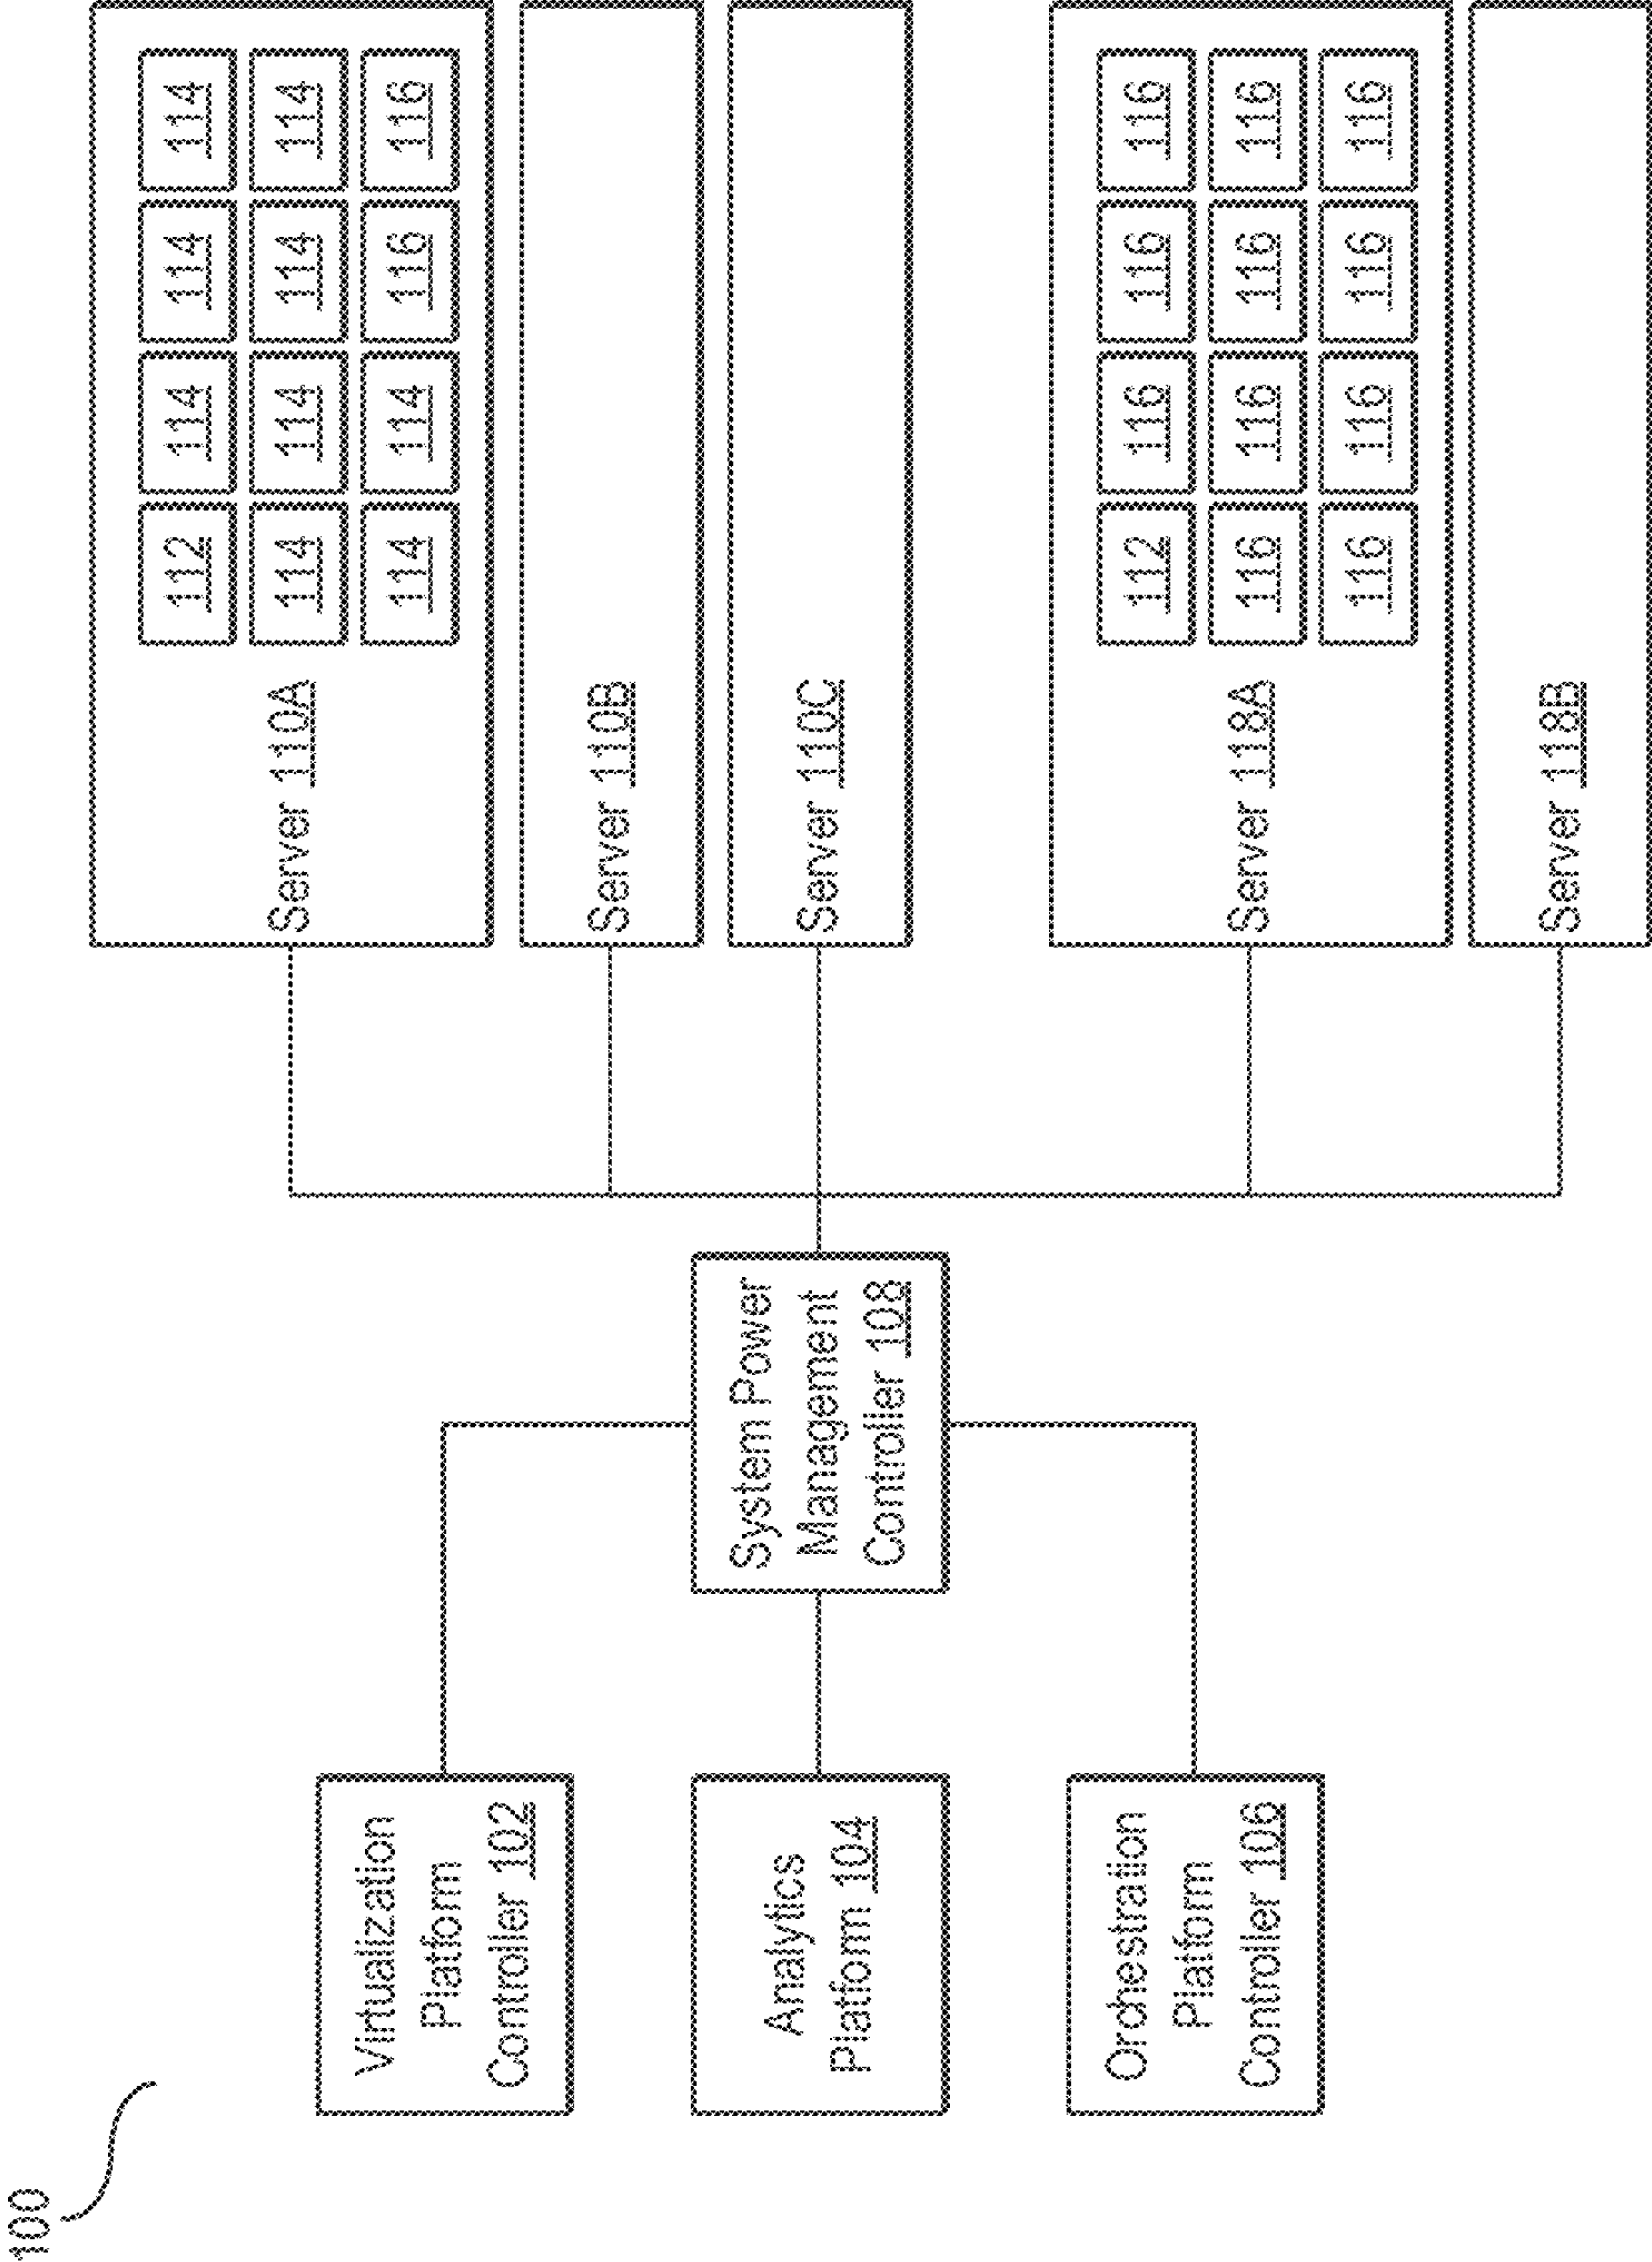 100
Virtualization
Platform
Controller 102
Analytics
Platform 104
Orchestration
Platform
Controller 106
System Power
Management
Controller 108
Server 110A
112 114 114 114
114 114 114 114
114 114 116 116
Server 110B
Server 110C
Server 118A
112 116 116 116
116 116 116 116
116 116 116 116
Server 118B